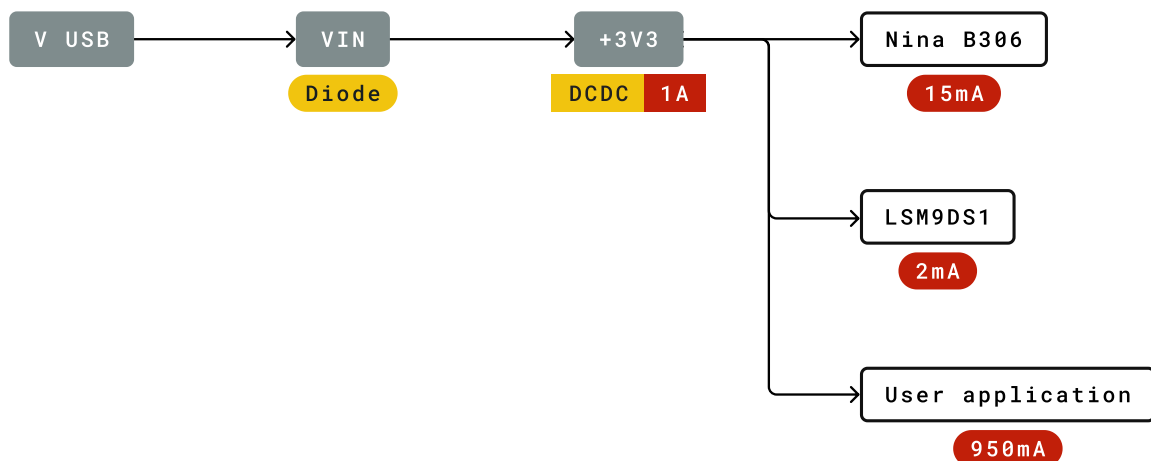 V USB
VIN
+3V3
Nina B306
Diode
DCDC
1A
15mA
LSM9DS1
2mA
User application
950mA